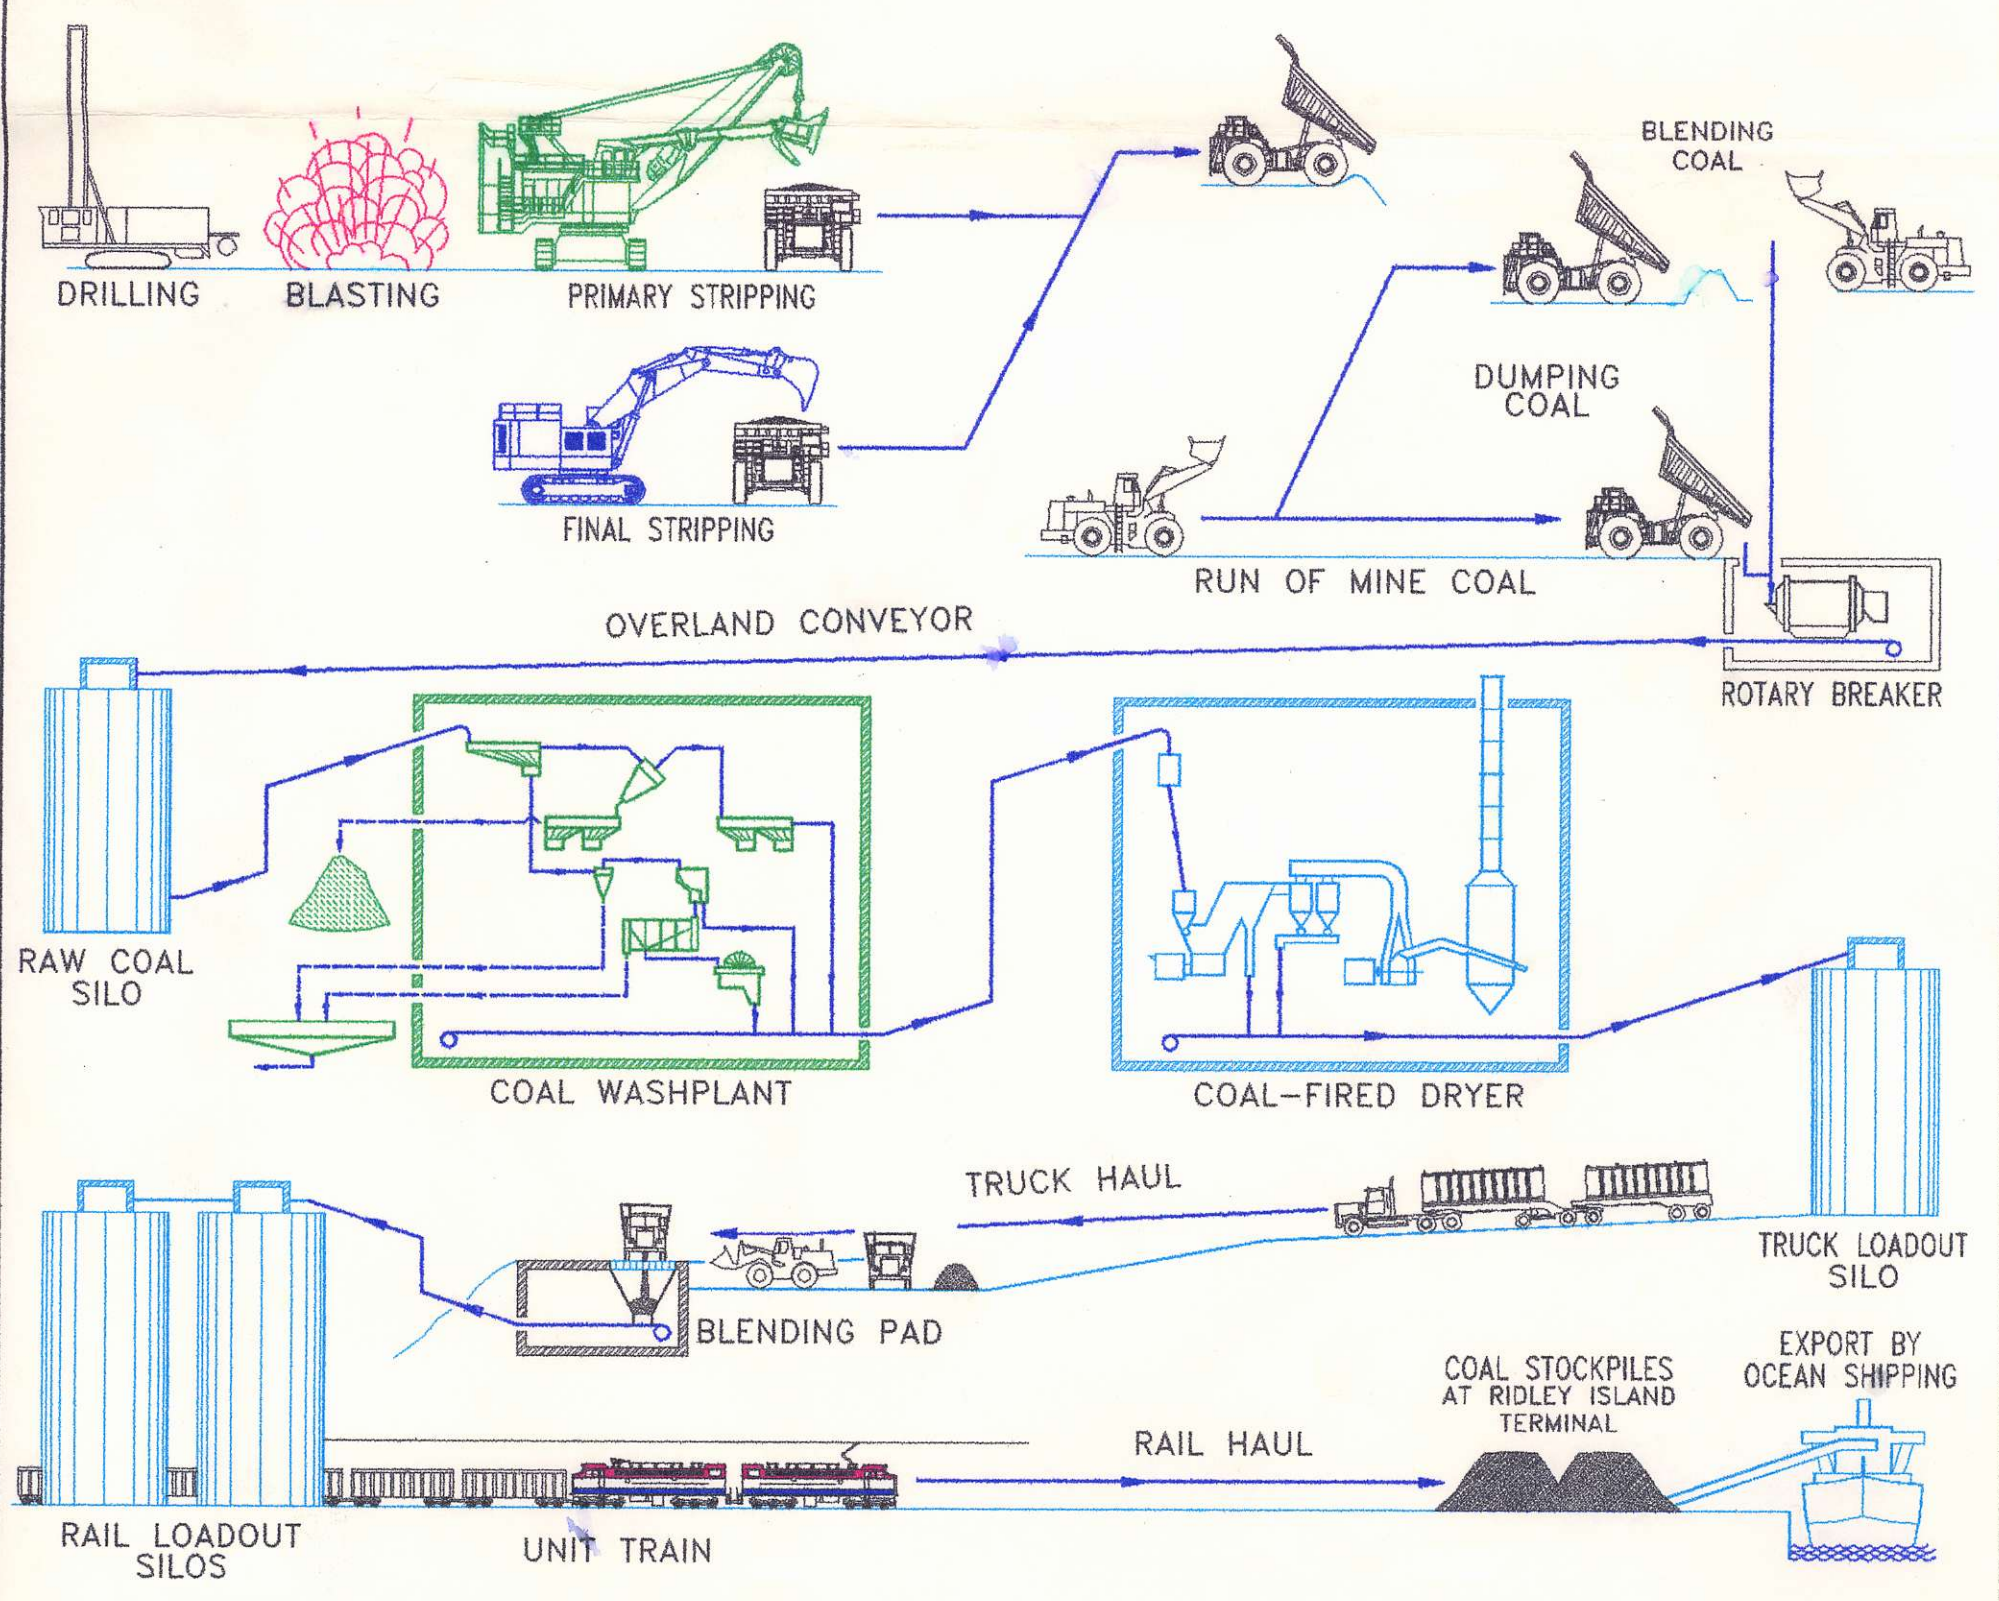 BLENDING
COAL
DRILLING
BLASTING
PRIMARY STRIPPING
DUMPING
COAL
FINAL STRIPPING
RUN OF MINE COAL
OVERLAND CONVEYOR
ROTARY BREAKER
RAW COAL
SILO
COAL WASHPLANT
COAL-FIRED DRYER
TRUCK HAUL
TRUCK LOADOUT
SILO
BLENDING PAD
EXPORT BY
OCEAN SHIPPING
COAL STOCKPILES
AT RIDLEY ISLAND
TERMINAL
RAIL HAUL
RAIL LOADOUT
SILOS
UNIT TRAIN